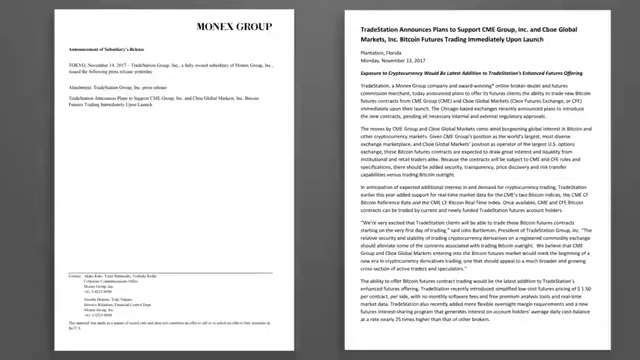 MONEX GROUP
Announcement of Subsidiary's Release
TOKYO, November 14, 2017 – TradeStation Group, Inc., a fully owned subsidiary of Monex Group, Inc.,
issued the following press release yesterday.
Attachment: TradeStation Group, Inc. press release
TradeStation Announces Plans to Support CME Group, Inc. and Cboe Global Markets, Inc. Bitcoin
Futures Trading Immediately Upon Launch
Corporate Communications Office
Monex Group, Inc.
Investor Relations, Financial Control Dept.
Monex Group, Inc.
This material was made as a matter of record only and does not constitute an offer to sell or to solicit an offer to buy securities in
the U.S.
TradeStation Announces Plans to Support CME Group, Inc. and Cboe Global
Markets, Inc. Bitcoin Futures Trading Immediately Upon Launch
Plantation, Florida
Monday, November 13, 2017
Exposure to Cryptocurrency Would Be Latest Addition to TradeStation's Enhanced Futures Offering
TradeStation, a Monex Group company and award-winning* online broker-dealer and futures
commission merchant, today announced plans to offer its futures clients the ability to trade new Bitcoin
futures contracts from CME Group (CME) and Cboe Global Markets (Cboe Futures Exchange, or CFE)
immediately upon their launch. The Chicago-based exchanges recently announced plans to introduce
the new contracts, pending all necessary internal and external regulatory approvals.
The moves by CME Group and Cboe Global Markets come amid burgeoning global interest in Bitcoin and
other cryptocurrency markets. Given CME Group's position as the world's largest, most diverse
exchange marketplace, and Cboe Global Markets' position as operator of the largest U.S. options
exchange, these Bitcoin futures contracts are expected to draw great interest and liquidity from
institutional and retail traders alike. Because the contracts will be subject to CME and CFE rules and
specifications, there should be added security, transparency, price discovery and risk transfer
capabilities versus trading Bitcoin outright.
In anticipation of expected additional interest in and demand for cryptocurrency trading, TradeStation
earlier this year added support for real-time market data for the CME's two Bitcoin indices, the CME CF
Bitcoin Reference Rate and the CME CF Bitcoin Real Time Index. Once available, CME and CFE Bitcoin
contracts can be traded by current and newly funded TradeStation futures account holders.
"We're very excited that TradeStation clients will be able to trade these Bitcoin futures contracts
starting on the very first day of trading," said John Bartleman, President of TradeStation Group, Inc. "The
relative security and stability of trading cryptocurrency derivatives on a registered commodity exchange
should alleviate some of the concerns associated with trading Bitcoin outright. We believe that CME
Group and Cboe Global Markets entering into the Bitcoin futures market would mark the beginning of a
new era in cryptocurrency derivatives trading, one that should appeal to a much broader and growing
cross-section of active traders and speculators."
The ability to offer Bitcoin futures contract trading would be the latest addition to TradeStation's
enhanced futures offering. TradeStation recently introduced simplified low-cost futures pricing of $ 1.50
per contract, per side, with no monthly software fees and free premium analysis tools and real-time
market data. TradeStation also recently added more flexible overnight margin requirements and a new
futures interest-sharing program that generates interest on account holders' average daily cash balance
at a rate nearly 25 times higher than that of other brokers.